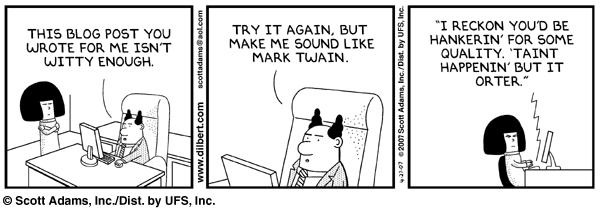 THIS BLOG POST YOU
WROTE FOR ME ISN'T
WITTY ENOUGH.
www.dilbert.com
scottadams@aol.com
TRY IT AGAIN, BUT
MAKE ME SOUND LIKE
MARK TWAIN.
4-27-07 © 2007 Scott Adams, Inc./Dist. by UFS, Inc.
"I RECKON YOU'D BE
HANKERIN' FOR SOME
QUALITY. 'TAINT
HAPPENIN' BUT IT
ORTER."
© Scott Adams, Inc./Dist. by UFS, Inc.